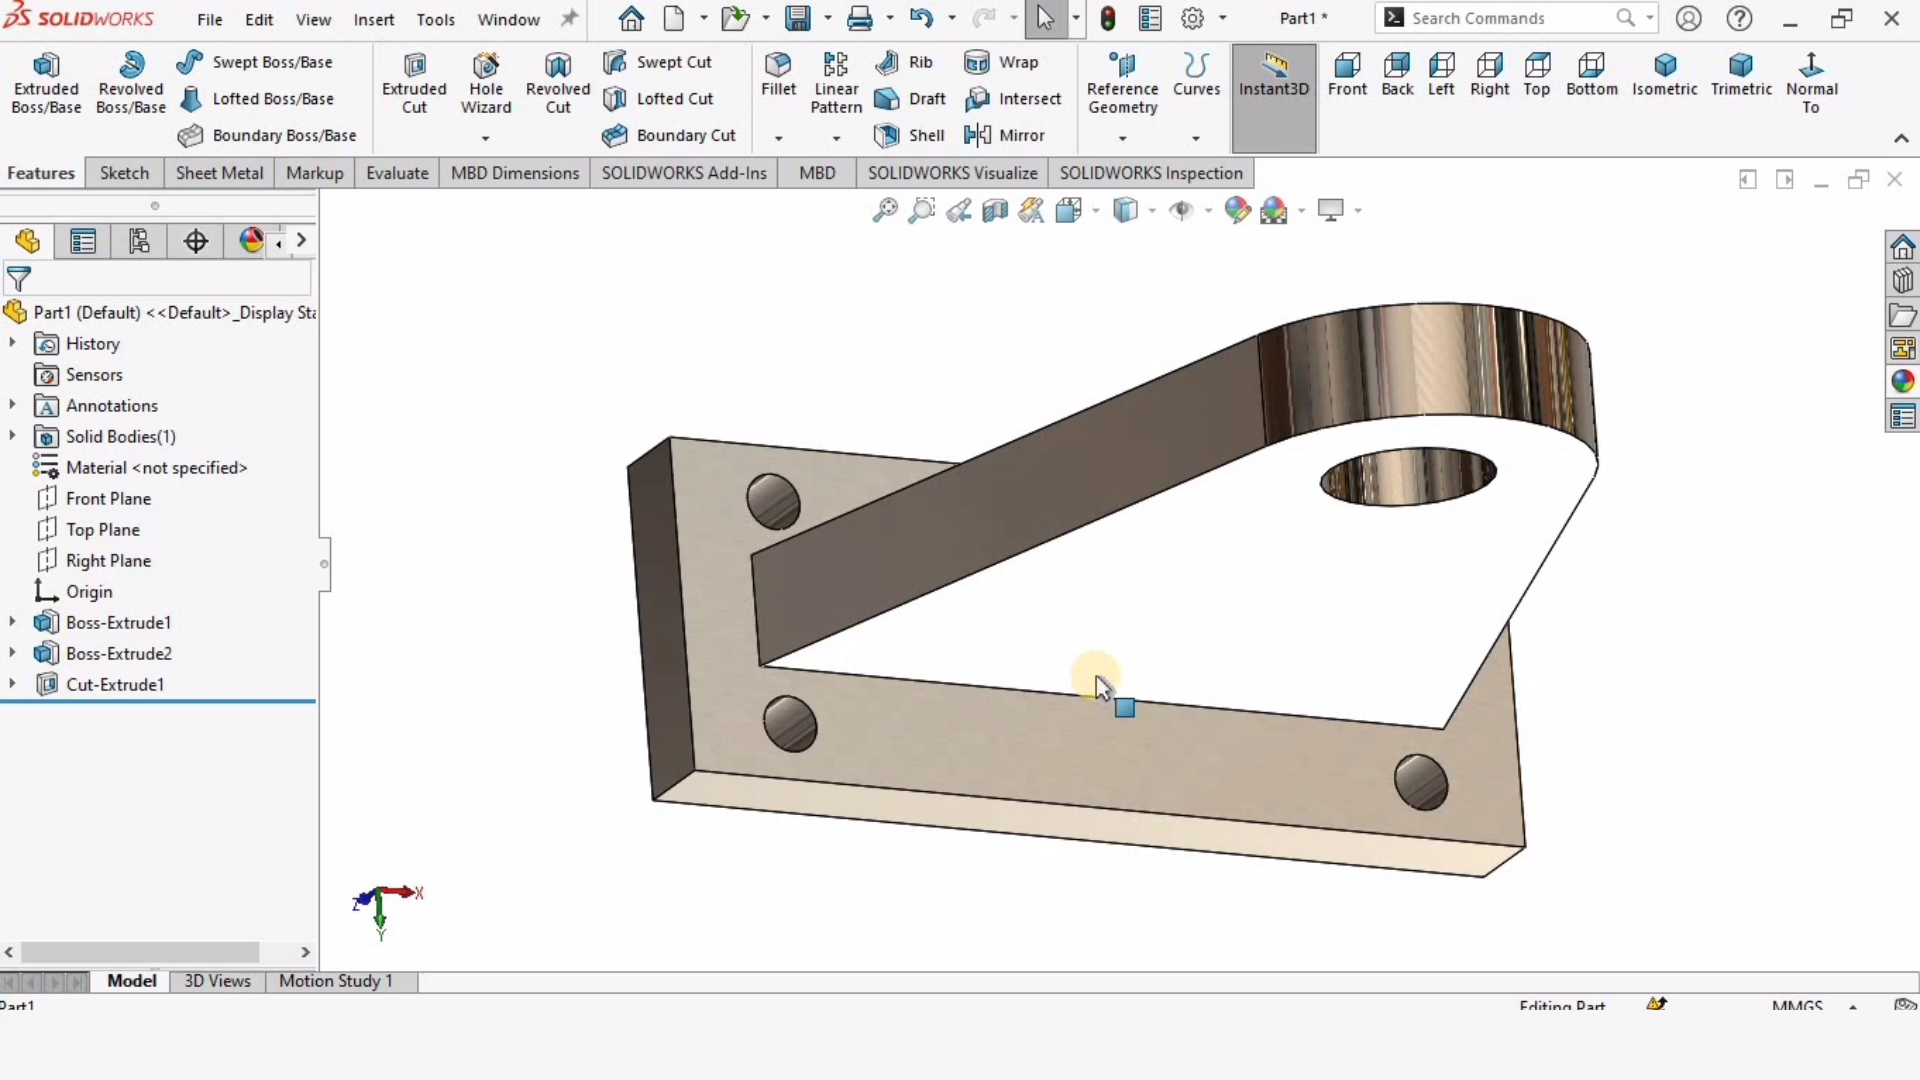 SOLIDWORKS File Edit View Insert Tools Window Part1 * Search Commands
Extruded Boss/Base
Revolved Boss/Base
Swept Boss/Base
Lofted Boss/Base
Boundary Boss/Base
Extruded Cut
Hole Wizard
Revolved Cut
Swept Cut
Lofted Cut
Boundary Cut
Fillet
Linear Pattern
Rib
Draft
Shell
Wrap
Intersect
Mirror
Reference Geometry
Curves
Instant3D
Front Back Left Right Top Bottom Isometric Trimetric Normal To
Features Sketch Sheet Metal Markup Evaluate MBD Dimensions SOLIDWORKS Add-Ins MBD SOLIDWORKS Visualize SOLIDWORKS Inspection
Part1 (Default) <<Default>_Display Sta
History
Sensors
Annotations
Solid Bodies(1)
Material <not specified>
Front Plane
Top Plane
Right Plane
Origin
Boss-Extrude1
Boss-Extrude2
Cut-Extrude1
X
Z
Y
Model 3D Views Motion Study 1
Part1 Editing Part MMGS